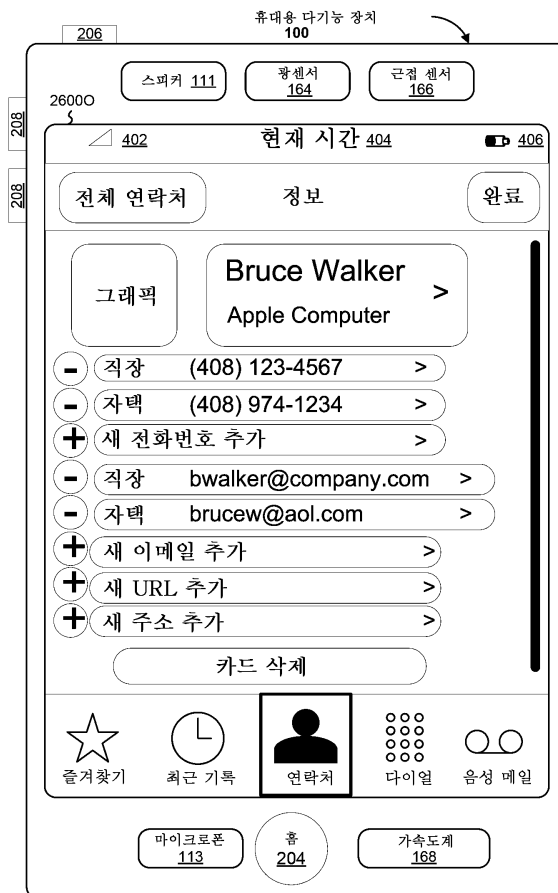 휴대용 다기능 장치
100
206
스피커 111
광센서
164
근접 센서
166
2600O
208
208
402
현재 시간 404
406
전체 연락처
정보
완료
그래픽
Bruce Walker
Apple Computer
>
- 직장 (408) 123-4567 >
- 자택 (408) 974-1234 >
+ 새 전화번호 추가 >
- 직장 bwalker@company.com >
- 자택 brucew@aol.com >
+ 새 이메일 추가 >
+ 새 URL 추가 >
+ 새 주소 추가 >
카드 삭제
즐겨찾기
최근 기록
연락처
다이얼
음성 메일
마이크로폰
113
홈
204
가속도계
168